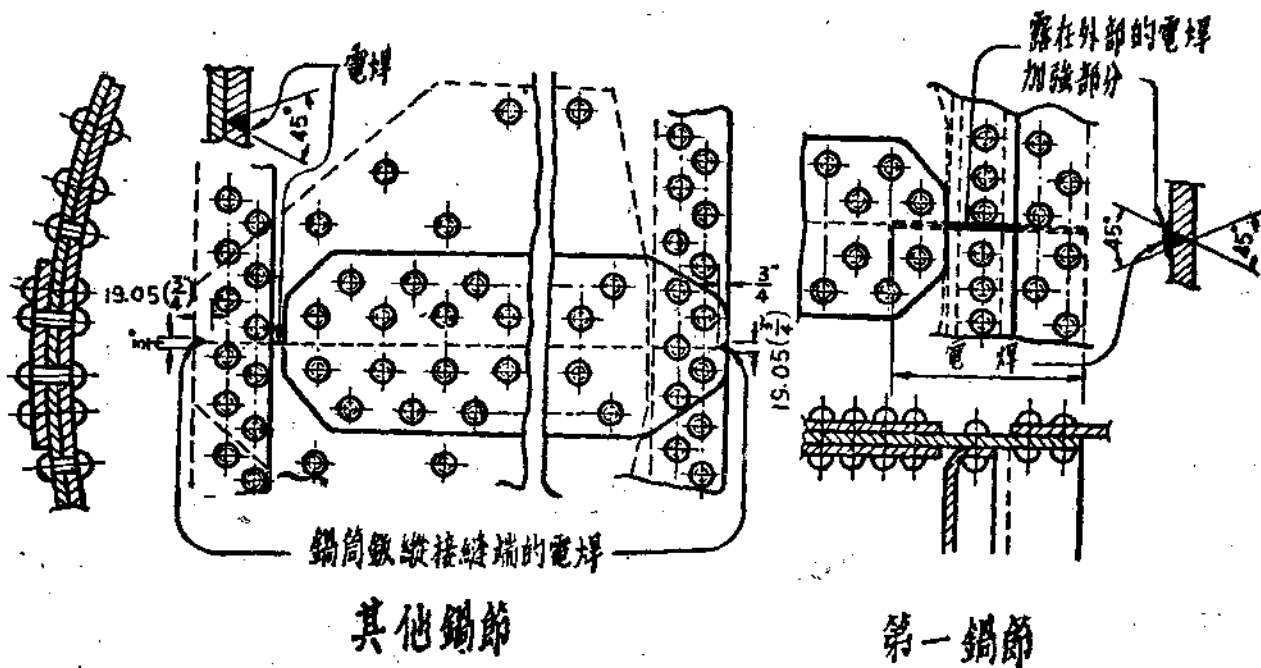 電焊
45°
19.05(3/4)
3/4"
19.05(3/4")
鍋筒鈑縱接縫端的電焊
其他鍋節
露在外部的電焊
加強部分
45°
45°
電焊
第一鍋節